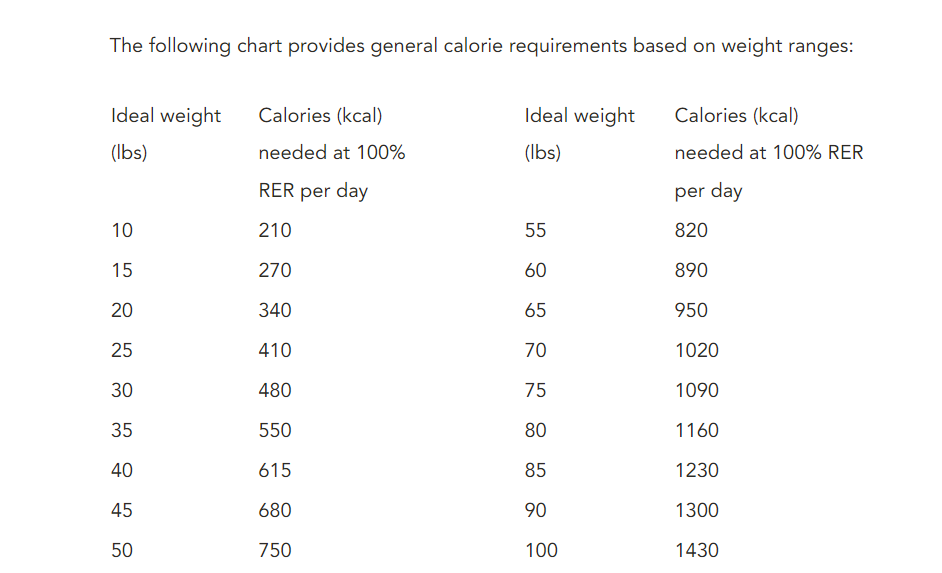 The following chart provides general calorie requirements based on weight ranges:
Ideal weight Calories (kcal) Ideal weight Calories (kcal)
(lbs) needed at 100% (lbs) needed at 100% RER
RER per day per day
10 210 55 820
15 270 60 890
20 340 65 950
25 410 70 1020
30 480 75 1090
35 550 80 1160
40 615 85 1230
45 680 90 1300
50 750 100 1430